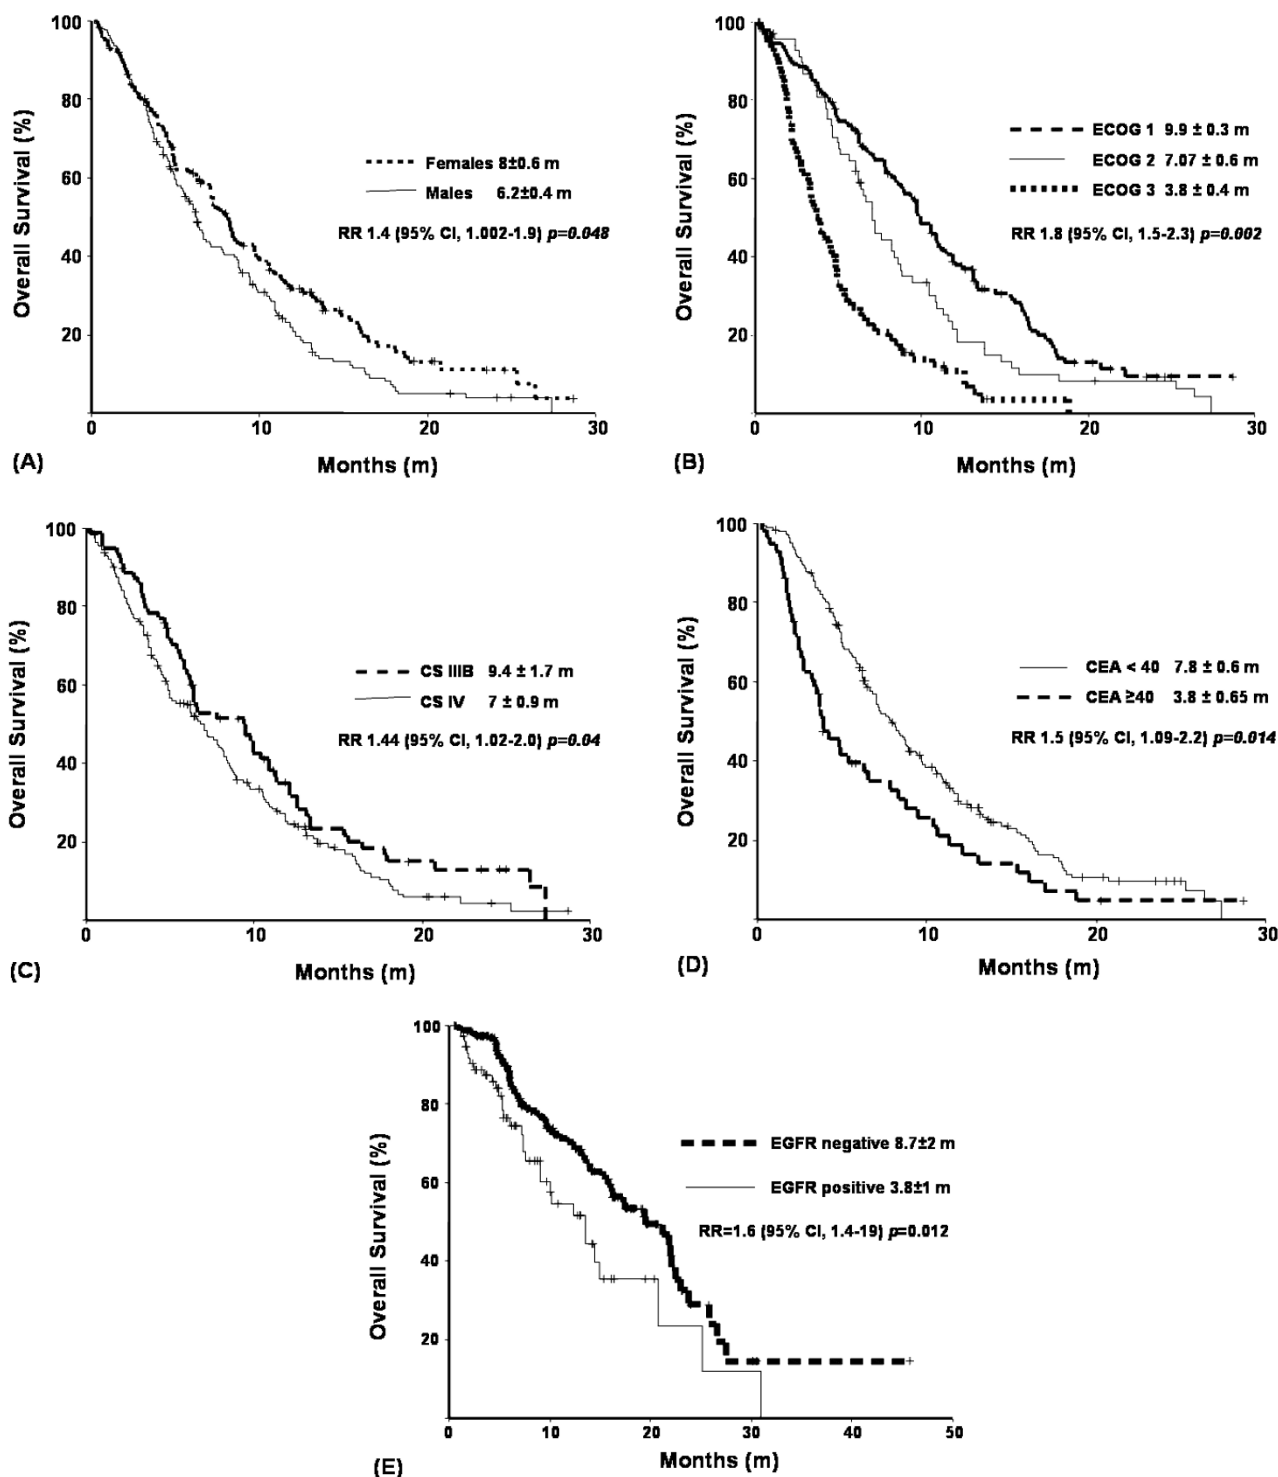 100
80
60
40
20
0
10
20
30
Overall Survival (%)
Months (m)
Females 8±0.6 m
Males 6.2±0.4 m
RR 1.4 (95% CI, 1.002-1.9) p=0.048
(A)
100
80
60
40
20
0
10
20
30
Overall Survival (%)
Months (m)
ECOG 1 9.9 ± 0.3 m
ECOG 2 7.07 ± 0.6 m
ECOG 3 3.8 ± 0.4 m
RR 1.8 (95% CI, 1.5-2.3) p=0.002
(B)
100
80
60
40
20
0
10
20
30
Overall Survival (%)
Months (m)
CS IIIB 9.4 ± 1.7 m
CS IV 7 ± 0.9 m
RR 1.44 (95% CI, 1.02-2.0) p=0.04
(C)
100
80
60
40
20
0
10
20
30
Overall Survival (%)
Months (m)
CEA < 40 7.8 ± 0.6 m
CEA ≥40 3.8 ± 0.65 m
RR 1.5 (95% CI, 1.09-2.2) p=0.014
(D)
100
80
60
40
20
0
10
20
30
40
50
Overall Survival (%)
Months (m)
EGFR negative 8.7±2 m
EGFR positive 3.8±1 m
RR=1.6 (95% CI, 1.4-19) p=0.012
(E)